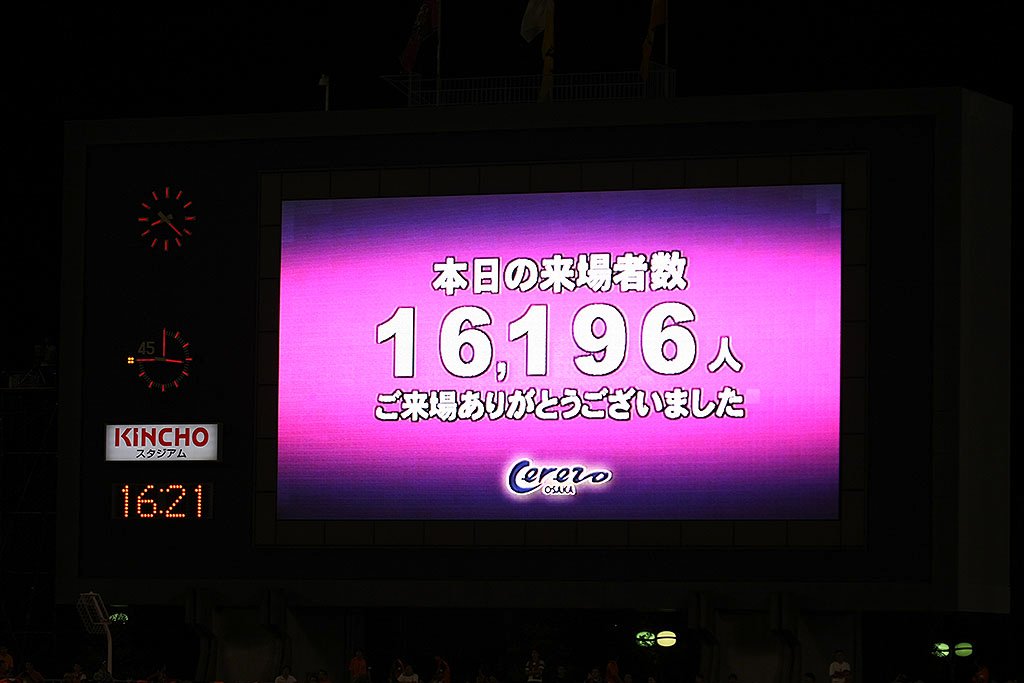 本日の来場者数
16,196人
ご来場ありがとうございました
Cerezo
OSAKA
45
KINCHO
スタジアム
16:21